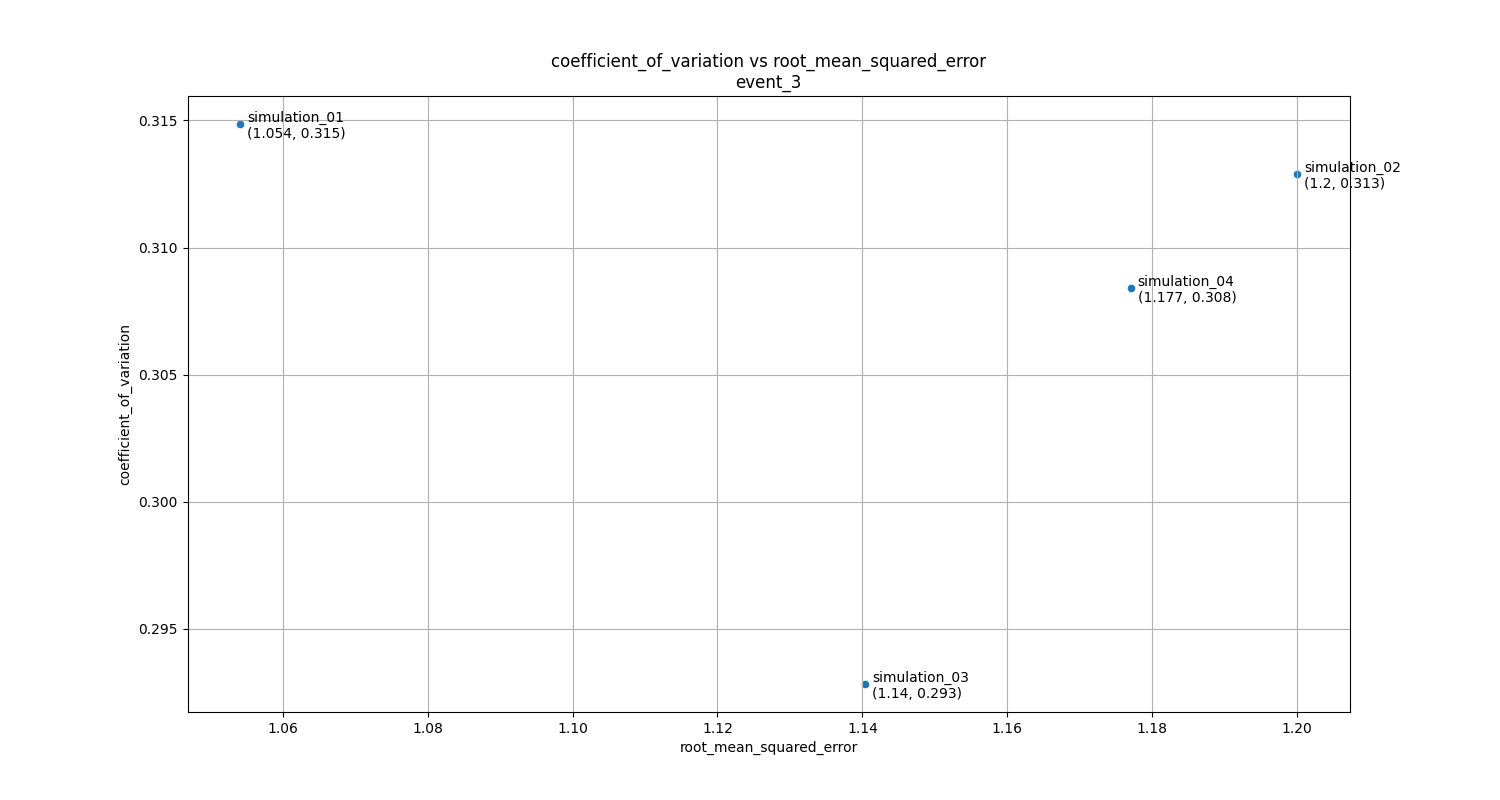 coefficient_of_variation vs root_mean_squared_error
event_3
0.315
0.310
0.305
0.300
0.295
coefficient_of_variation
simulation_01
(1.054, 0.315)
simulation_02
(1.2, 0.313)
simulation_04
(1.177, 0.308)
simulation_03
(1.14, 0.293)
1.06 1.08 1.10 1.12 1.14 1.16 1.18 1.20
root_mean_squared_error